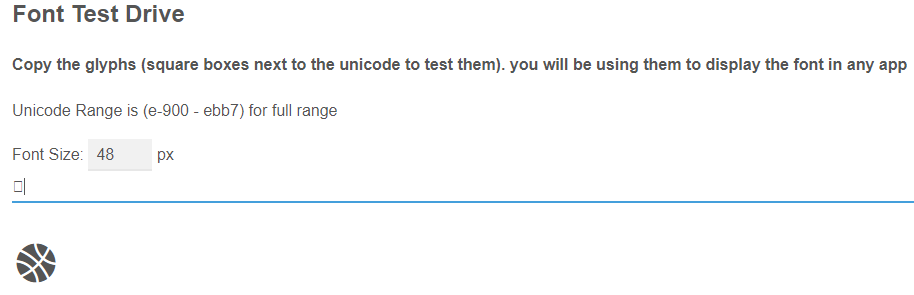 Font Test Drive
Copy the glyphs (square boxes next to the unicode to test them). you will be using them to display the font in any app
Unicode Range is (e-900 - ebb7) for full range
Font Size: 48 px